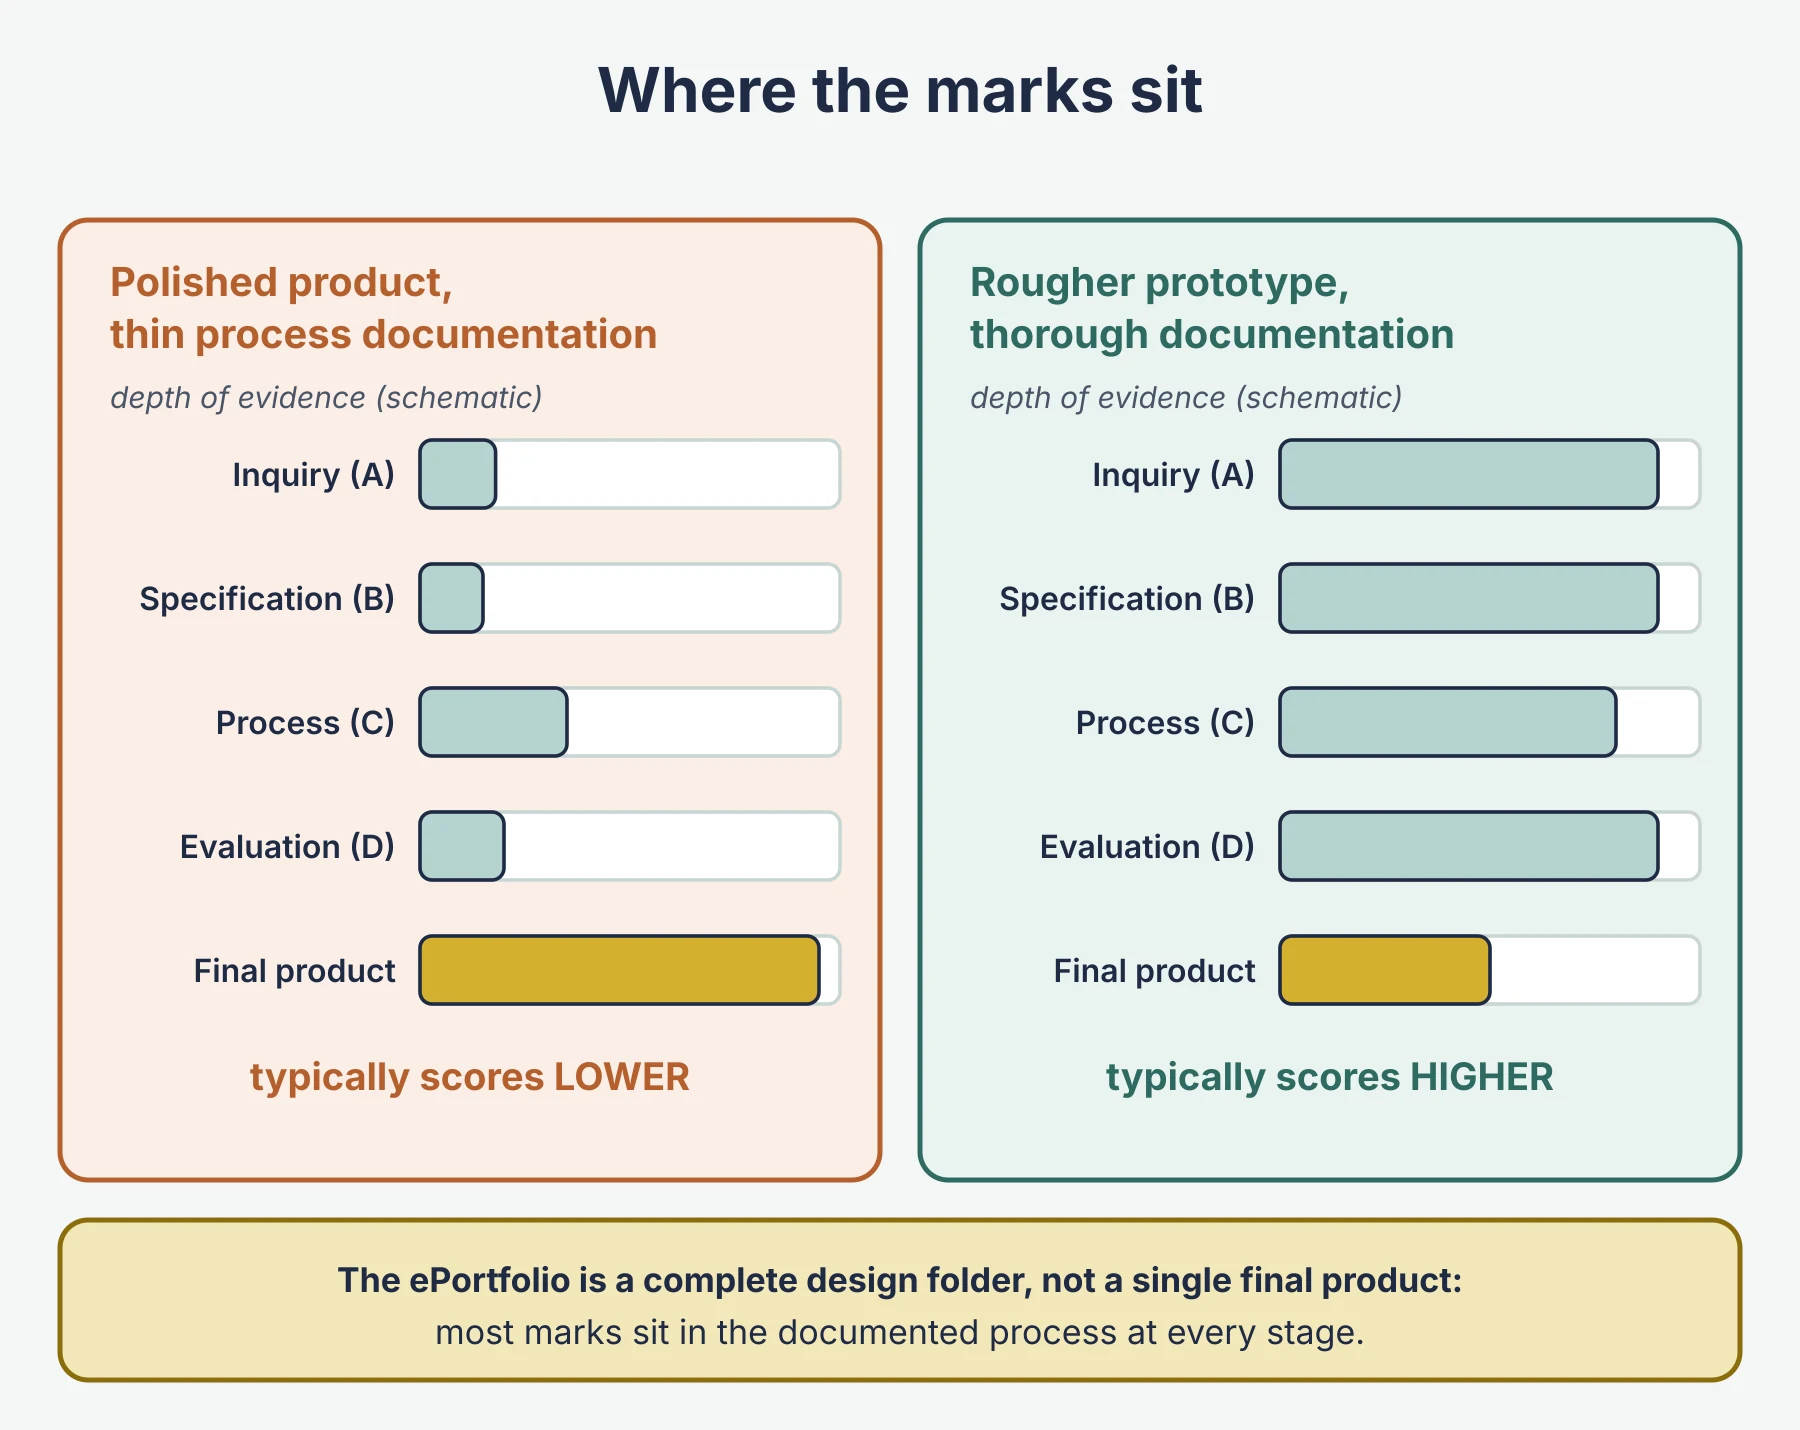 Where the marks sit
Polished product,
thin process documentation
depth of evidence (schematic)
Inquiry (A)
Specification (B)
Process (C)
Evaluation (D)
Final product
typically scores LOWER
Rougher prototype,
thorough documentation
depth of evidence (schematic)
Inquiry (A)
Specification (B)
Process (C)
Evaluation (D)
Final product
typically scores HIGHER
The ePortfolio is a complete design folder, not a single final product:
most marks sit in the documented process at every stage.